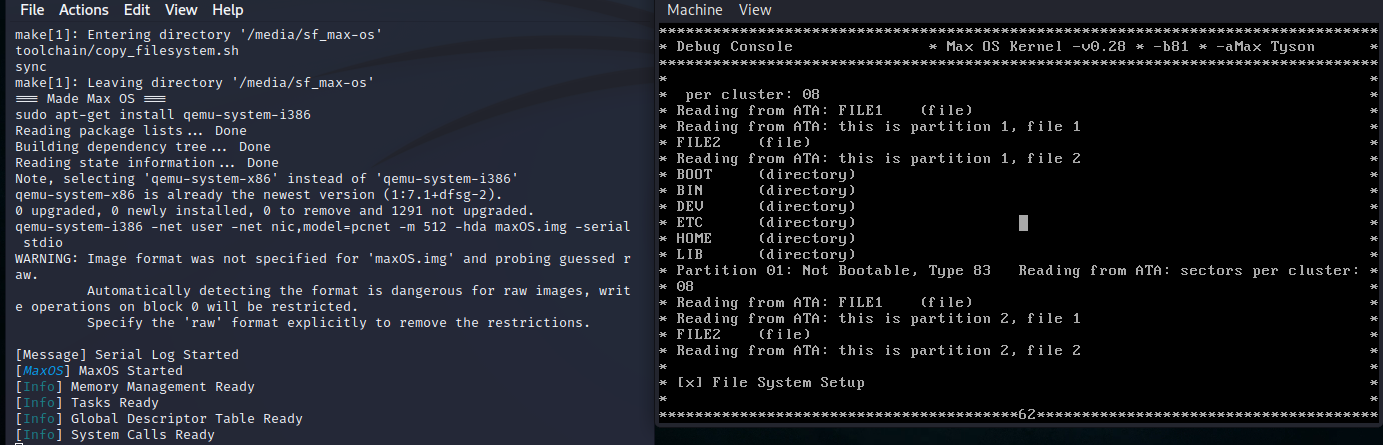 File Actions Edit View Help
make[1]: Entering directory '/media/sf_max-os'
toolchain/copy_filesystem.sh
sync
make[1]: Leaving directory '/media/sf_max-os'
=== Made Max OS ===
sudo apt-get install qemu-system-i386
Reading package lists... Done
Building dependency tree... Done
Reading state information... Done
Note, selecting 'qemu-system-x86' instead of 'qemu-system-i386'
qemu-system-x86 is already the newest version (1:7.1+dfsg-2).
0 upgraded, 0 newly installed, 0 to remove and 1291 not upgraded.
qemu-system-i386 -net user -net nic,model=pcnet -m 512 -hda maxOS.img -serial
stdio
WARNING: Image format was not specified for 'maxOS.img' and probing guessed r
aw.
Automatically detecting the format is dangerous for raw images, writ
e operations on block 0 will be restricted.
Specify the 'raw' format explicitly to remove the restrictions.
[Message] Serial Log Started
[MaxOS] MaxOS Started
[Info] Memory Management Ready
[Info] Tasks Ready
[Info] Global Descriptor Table Ready
[Info] System Calls Ready
Machine View
********************************************************************************
* Debug Console * Max OS Kernel -v0.28 * -b81 * -aMax Tyson *
********************************************************************************
* *
* per cluster: 08 *
* Reading from ATA: FILE1 (file) *
* Reading from ATA: this is partition 1, file 1 *
* FILE2 (file) *
* Reading from ATA: this is partition 1, file 2 *
* BOOT (directory) *
* BIN (directory) *
* DEV (directory) *
* ETC (directory) *
* HOME (directory) *
* LIB (directory) *
* Partition 01: Not Bootable, Type 83 Reading from ATA: sectors per cluster: *
* 08 *
* Reading from ATA: FILE1 (file) *
* Reading from ATA: this is partition 2, file 1 *
* FILE2 (file) *
* Reading from ATA: this is partition 2, file 2 *
* *
* [x] File System Setup *
* *
****************************************62**************************************